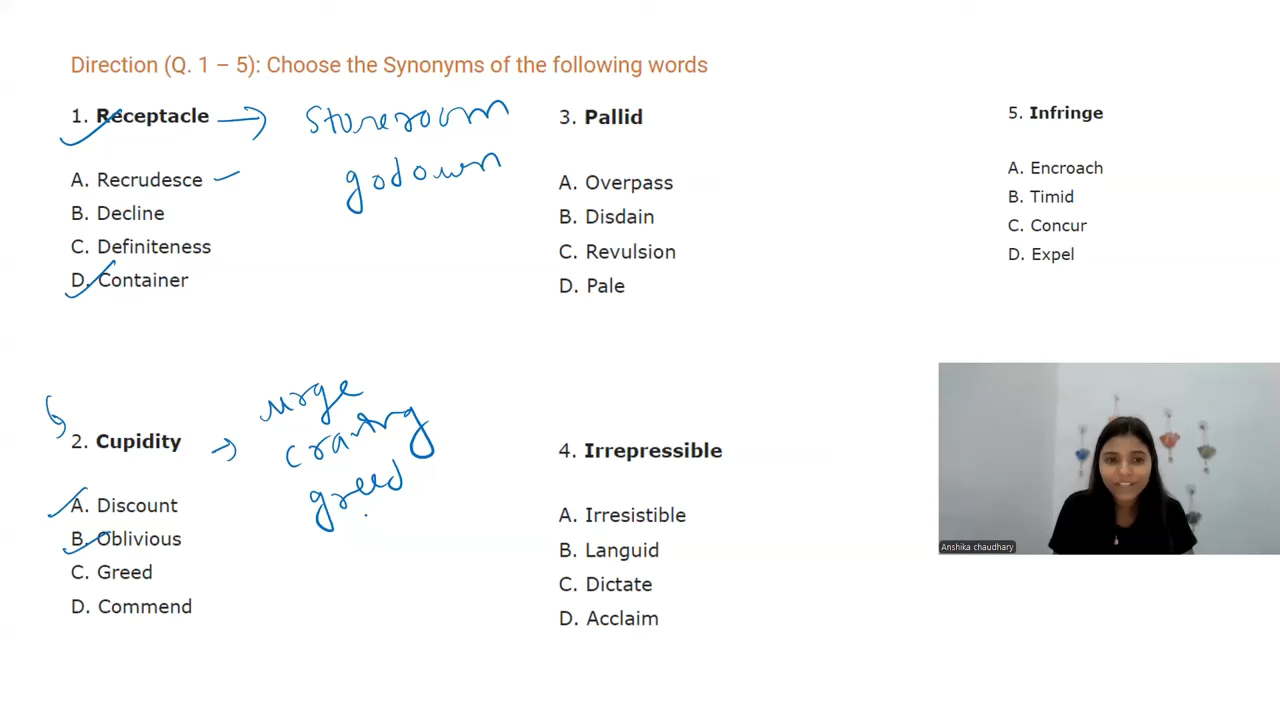 Direction (Q. 1 – 5): Choose the Synonyms of the following words
1. Receptacle
storeroom
godown
A. Recrudesce
B. Decline
C. Definiteness
D. Container
2. Cupidity
urge
craving
greed
A. Discount
B. Oblivious
C. Greed
D. Commend
3. Pallid
A. Overpass
B. Disdain
C. Revulsion
D. Pale
4. Irrepressible
A. Irresistible
B. Languid
C. Dictate
D. Acclaim
5. Infringe
A. Encroach
B. Timid
C. Concur
D. Expel
Anshika chaudhary